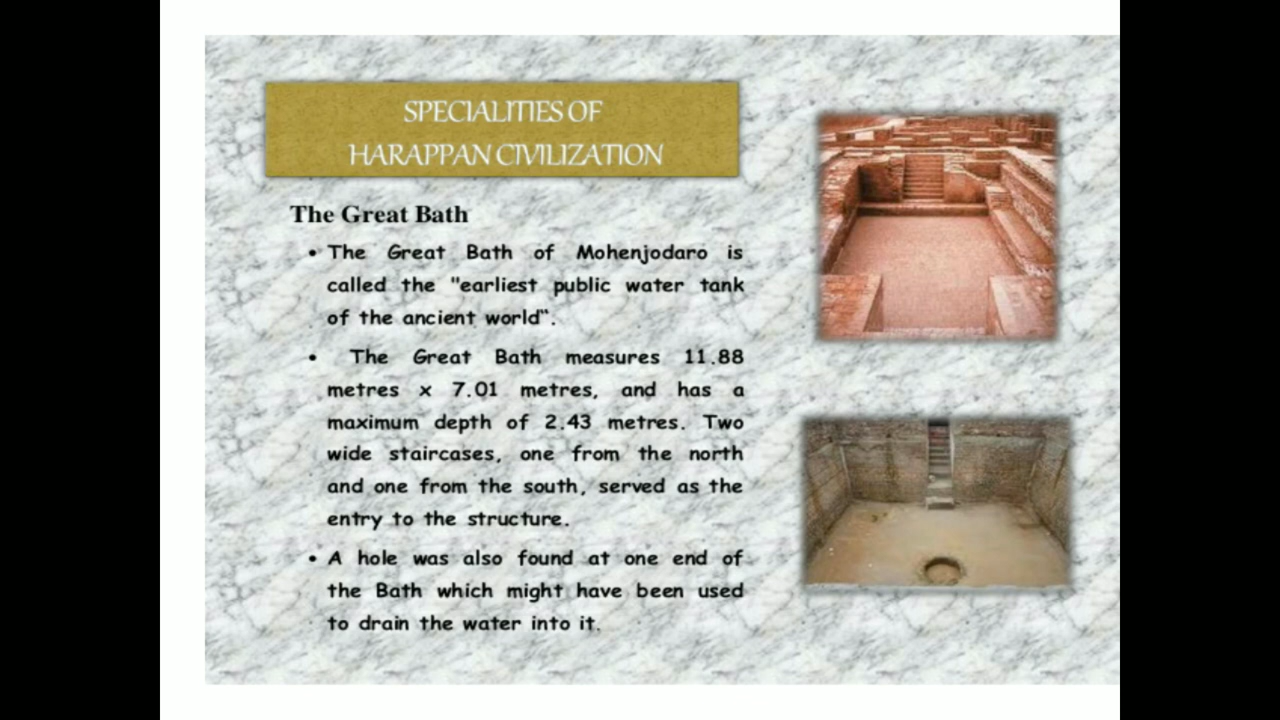 SPECIALITIES OF
HARAPPAN CIVILIZATION
The Great Bath
• The Great Bath of Mohenjodaro is
called the "earliest public water tank
of the ancient world“.
• The Great Bath measures 11.88
metres x 7.01 metres, and has a
maximum depth of 2.43 metres. Two
wide staircases, one from the north
and one from the south, served as the
entry to the structure.
• A hole was also found at one end of
the Bath which might have been used
to drain the water into it.